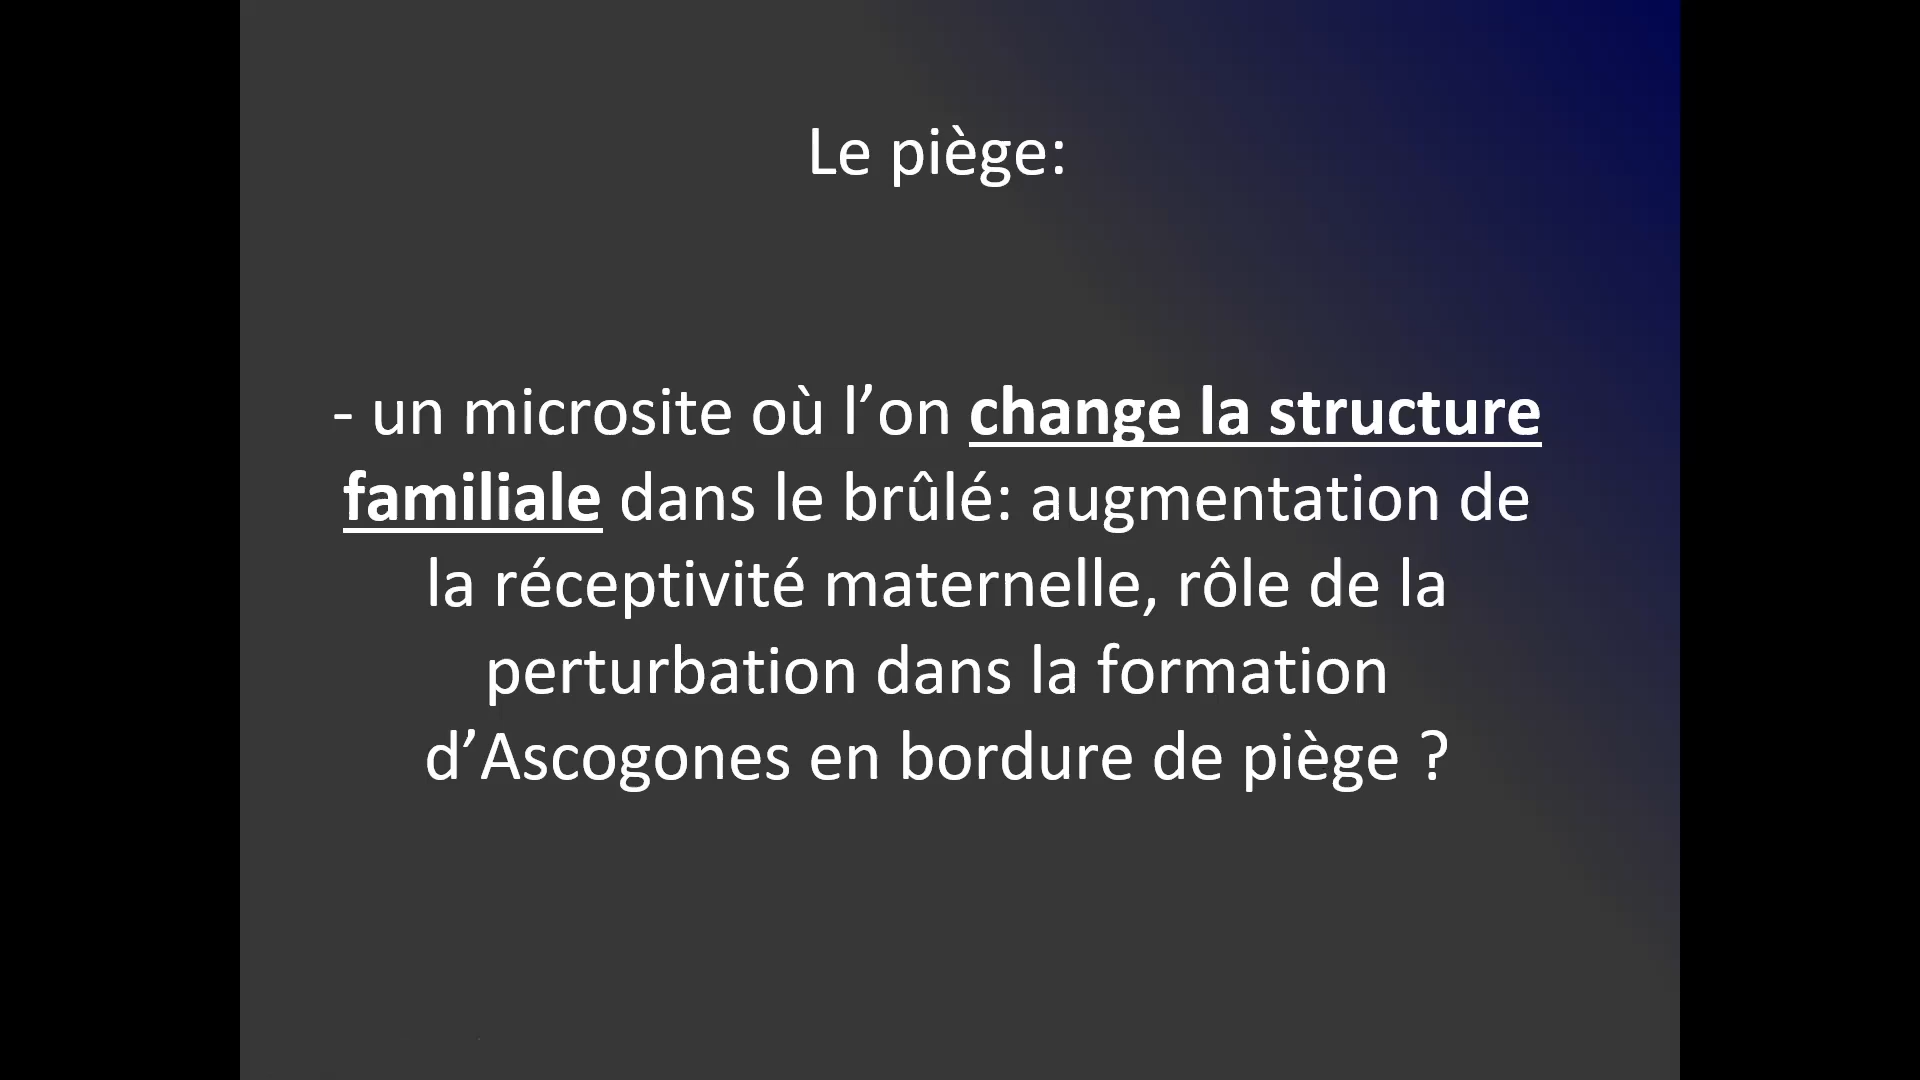 Le piège:
- un microsite où l’on change la structure
familiale dans le brûlé: augmentation de
la réceptivité maternelle, rôle de la
perturbation dans la formation
d’Ascogones en bordure de piège ?